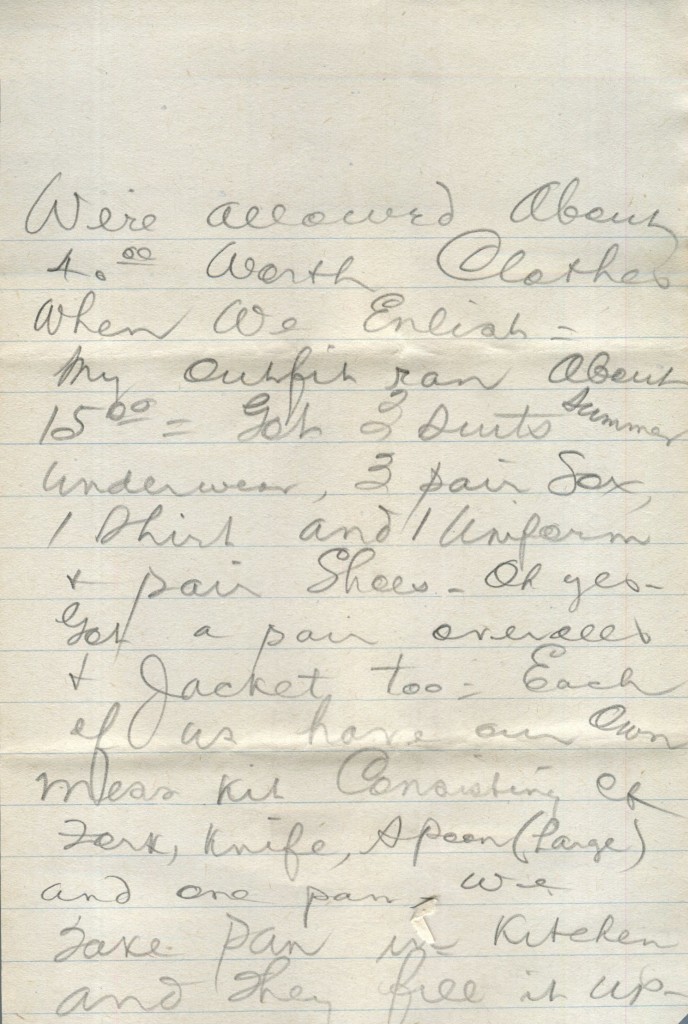 We're allowed About
40.00 Worth Clothes
When We Enlist =
My outfit ran About
15 00 = Got 2 Suits Summer
Underwear, 3 pair Sox,
1 Shirt and 1 Uniform
+ pair Shoes - Oh yes -
Got a pair overalls
+ Jacket too = Each
of us have our Own
mess kit Consisting of
Fork, Knife, Spoon (Large)
and one pan, We
Take pan in Kitchen
and they fill it up -